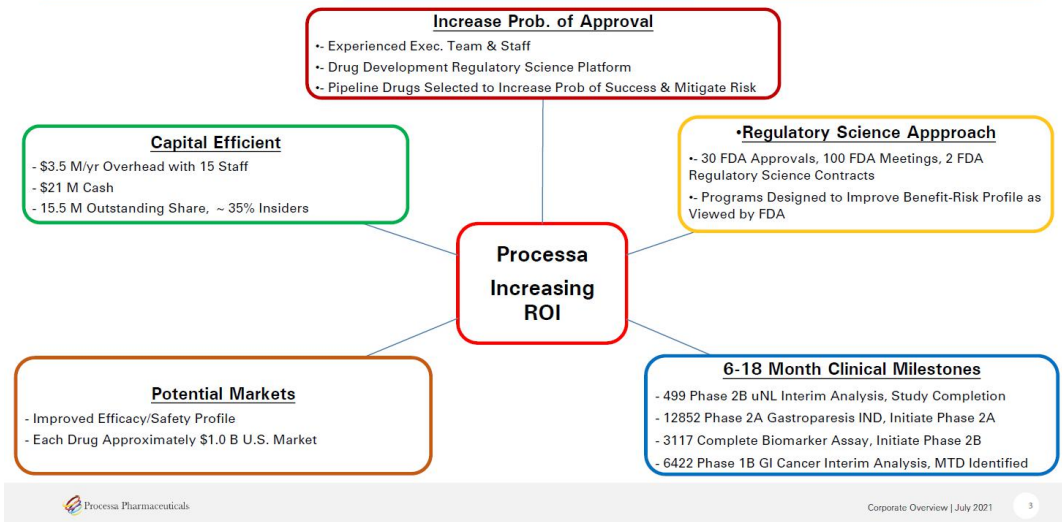 Increase Prob. of Approval
•- Experienced Exec. Team & Staff
•- Drug Development Regulatory Science Platform
•- Pipeline Drugs Selected to Increase Prob of Success & Mitigate Risk
Capital Efficient
- $3.5 M/yr Overhead with 15 Staff
- $21 M Cash
- 15.5 M Outstanding Share, ~ 35% Insiders
•Regulatory Science Appproach
•- 30 FDA Approvals, 100 FDA Meetings, 2 FDA
Regulatory Science Contracts
•- Programs Designed to Improve Benefit-Risk Profile as
Viewed by FDA
Processa
Increasing
ROI
Potential Markets
- Improved Efficacy/Safety Profile
- Each Drug Approximately $1.0 B U.S. Market
6-18 Month Clinical Milestones
- 499 Phase 2B uNL Interim Analysis, Study Completion
- 12852 Phase 2A Gastroparesis IND, Initiate Phase 2A
- 3117 Complete Biomarker Assay, Initiate Phase 2B
- 6422 Phase 1B GI Cancer Interim Analysis, MTD Identified
Processa Pharmaceuticals
Corporate Overview | July 2021
3